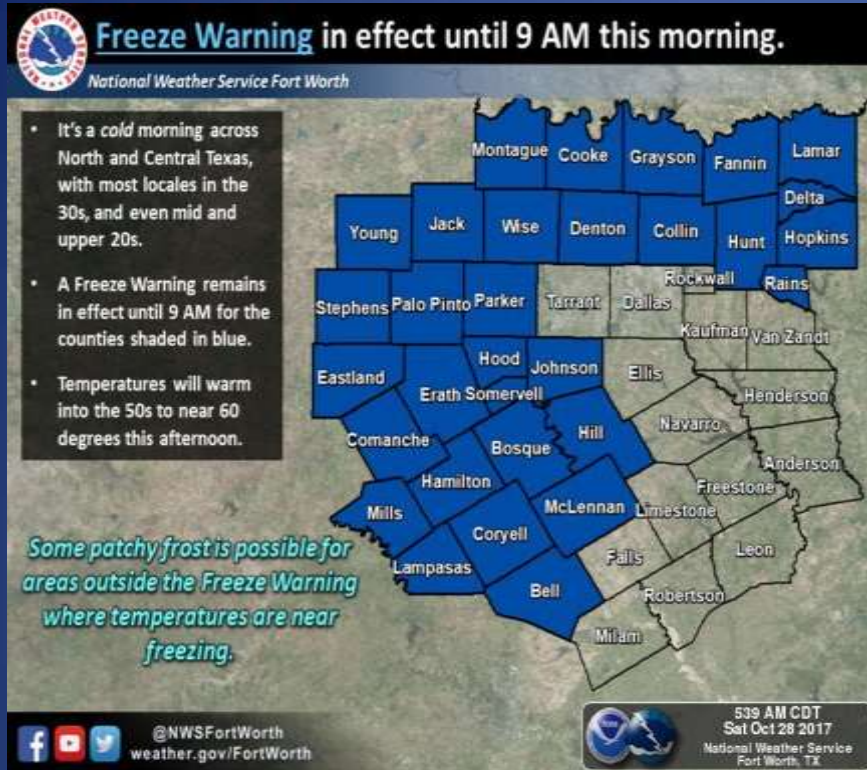 Freeze Warning in effect until 9 AM this morning.
National Weather Service Fort Worth
• It's a cold morning across
North and Central Texas,
with most locales in the
30s, and even mid and
upper 20s.
• A Freeze Warning remains
in effect until 9 AM for the
counties shaded in blue.
• Temperatures will warm
into the 50s to near 60
degrees this afternoon.
Some patchy frost is possible for
areas outside the Freeze Warning
where temperatures are near
freezing.
Montague Cooke Grayson Fannin Lamar
Delta
Young Jack Wise Denton Collin Hunt Hopkins
Rockwall Rains
Stephens Palo Pinto Parker Tarrant Dallas
Kaufman Van Zandt
Hood Johnson Ellis
Eastland Erath Somervell Henderson
Comanche Bosque Hill Navarro
Hamilton Anderson
Freestone
Mills McLennan Limestone
Coryell
Lampasas Falls Leon
Bell Robertson
Milam
@NWSFortWorth
weather.gov/FortWorth
539 AM CDT
Sat Oct 28 2017
National Weather Service
Fort Worth, TX